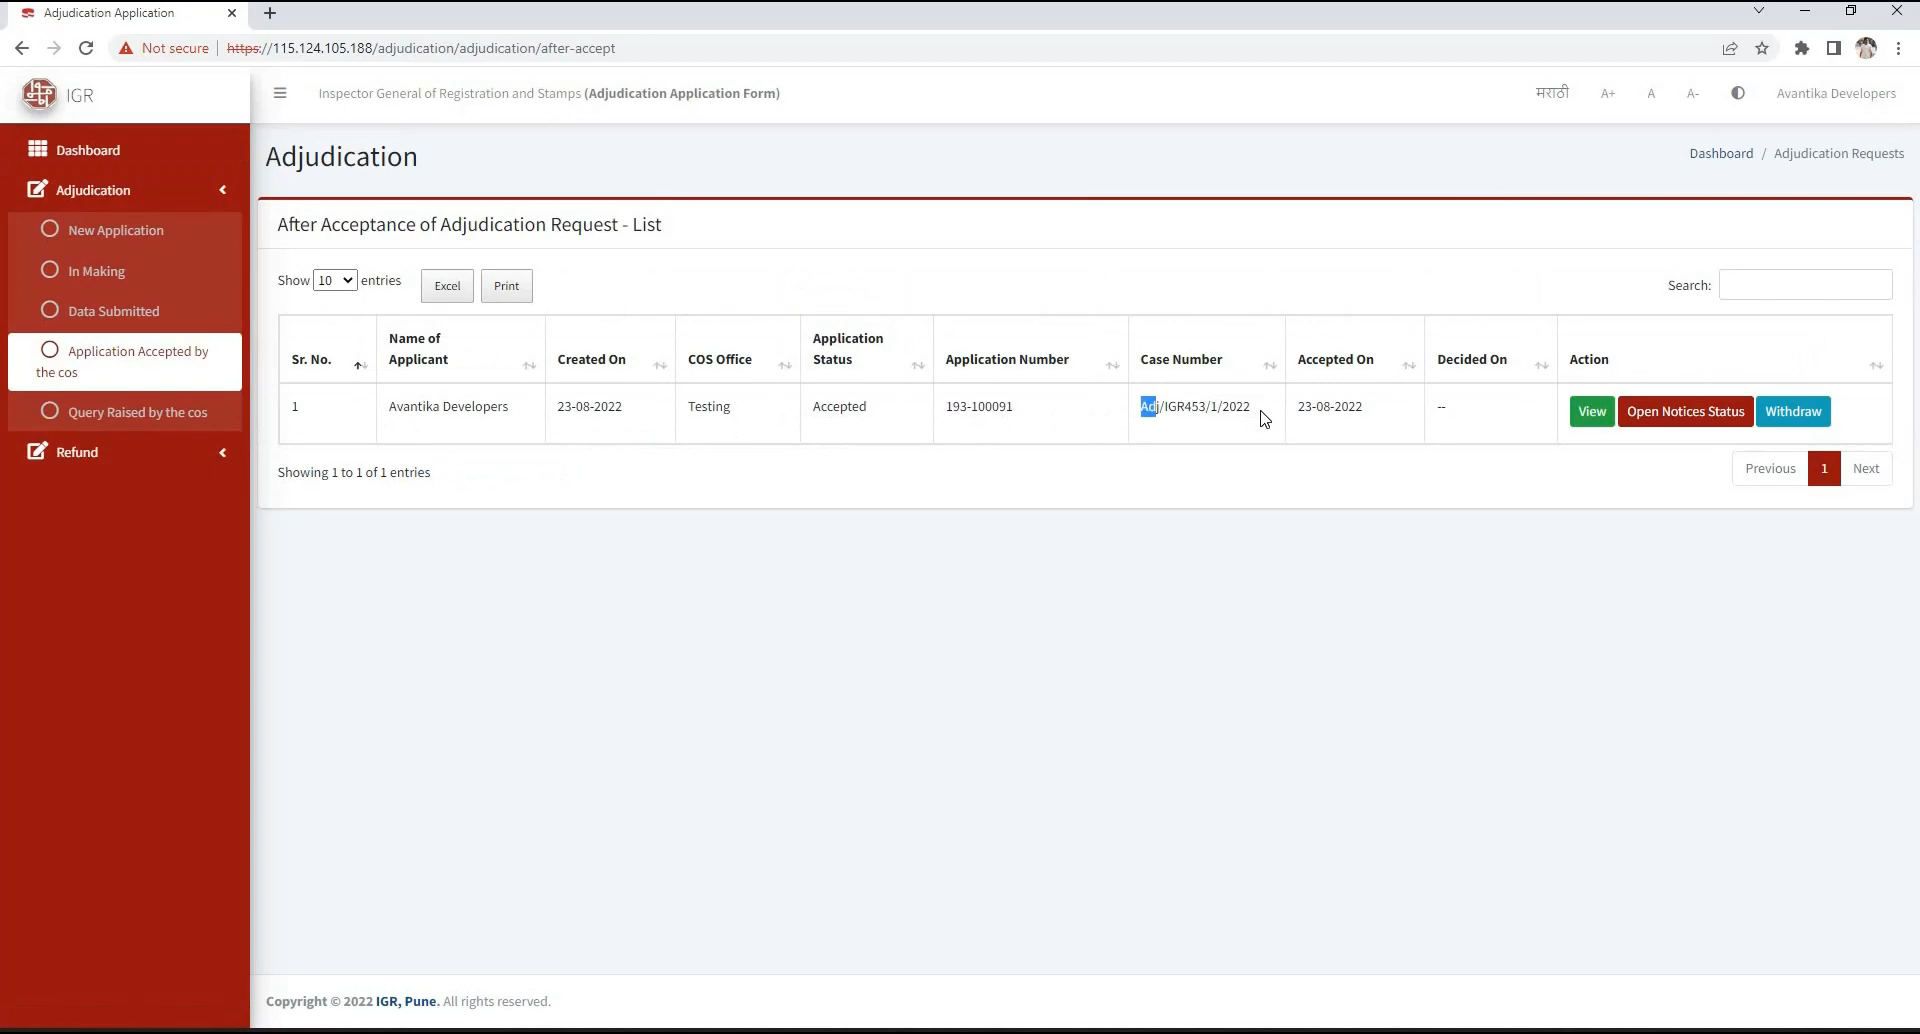 Adjudication Application
Not secure https://115.124.105.188/adjudication/adjudication/after-accept
IGR
Inspector General of Registration and Stamps (Adjudication Application Form)
मराठी A+ A A- Avantika Developers
Dashboard
Adjudication
New Application
In Making
Data Submitted
Application Accepted by
the cos
Query Raised by the cos
Refund
Adjudication
Dashboard / Adjudication Requests
After Acceptance of Adjudication Request - List
Show 10 entries Excel Print Search:
Sr. No. Name of Applicant Created On COS Office Application Status Application Number Case Number Accepted On Decided On Action
1 Avantika Developers 23-08-2022 Testing Accepted 193-100091 Adj/IGR453/1/2022 23-08-2022 -- View Open Notices Status Withdraw
Showing 1 to 1 of 1 entries Previous 1 Next
Copyright © 2022 IGR, Pune. All rights reserved.